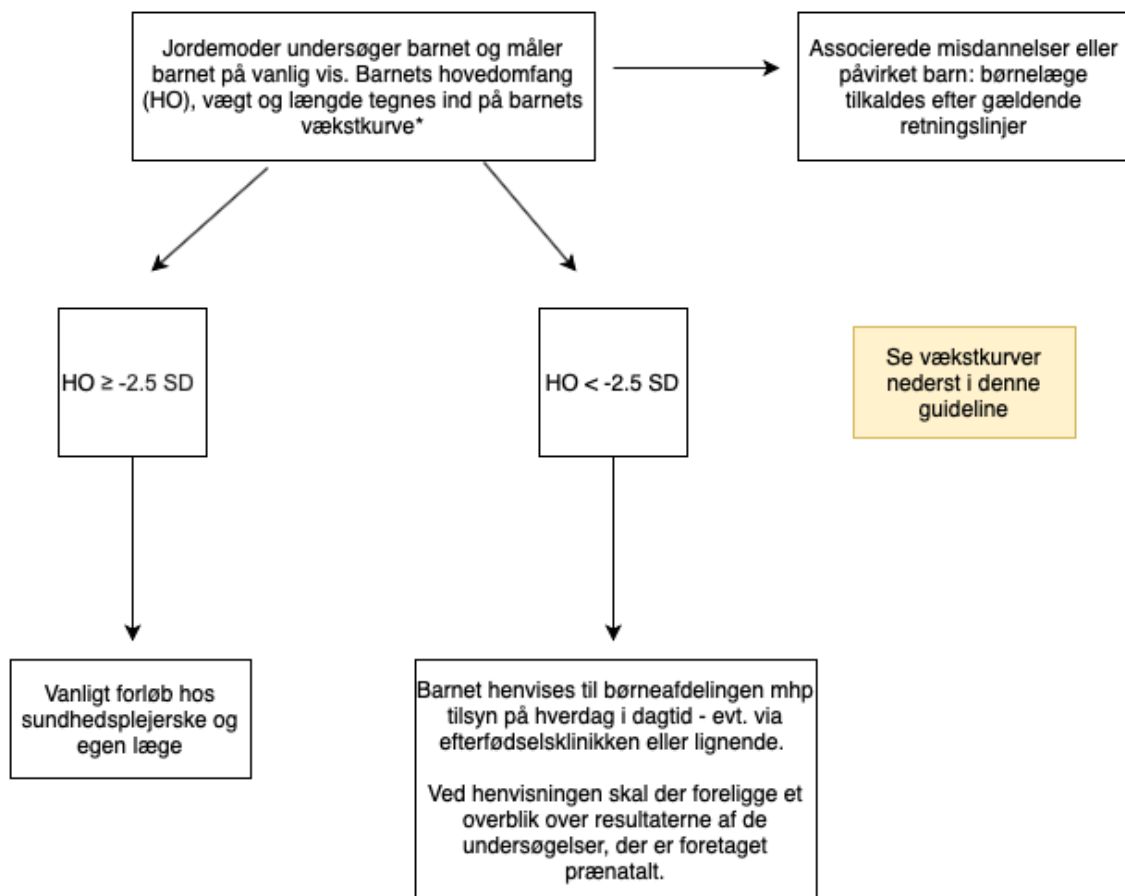 Jordemoder undersøger barnet og måler
barnet på vanlig vis. Barnets hovedomfang
(HO), vægt og længde tegnes ind på barnets
vækstkurve*
Associerede misdannelser eller
påvirket barn: børnelæge
tilkaldes efter gældende
retningslinjer
HO ≥ -2.5 SD
HO < -2.5 SD
Se vækstkurver
nederst i denne
guideline
Vanligt forløb hos
sundhedsplejerske og
egen læge
Barnet henvises til børneafdelingen mhp
tilsyn på hverdag i dagtid - evt. via
efterfødselsklinikken eller lignende.
Ved henvisningen skal der foreligge et
overblik over resultaterne af de
undersøgelser, der er foretaget
prænatalt.